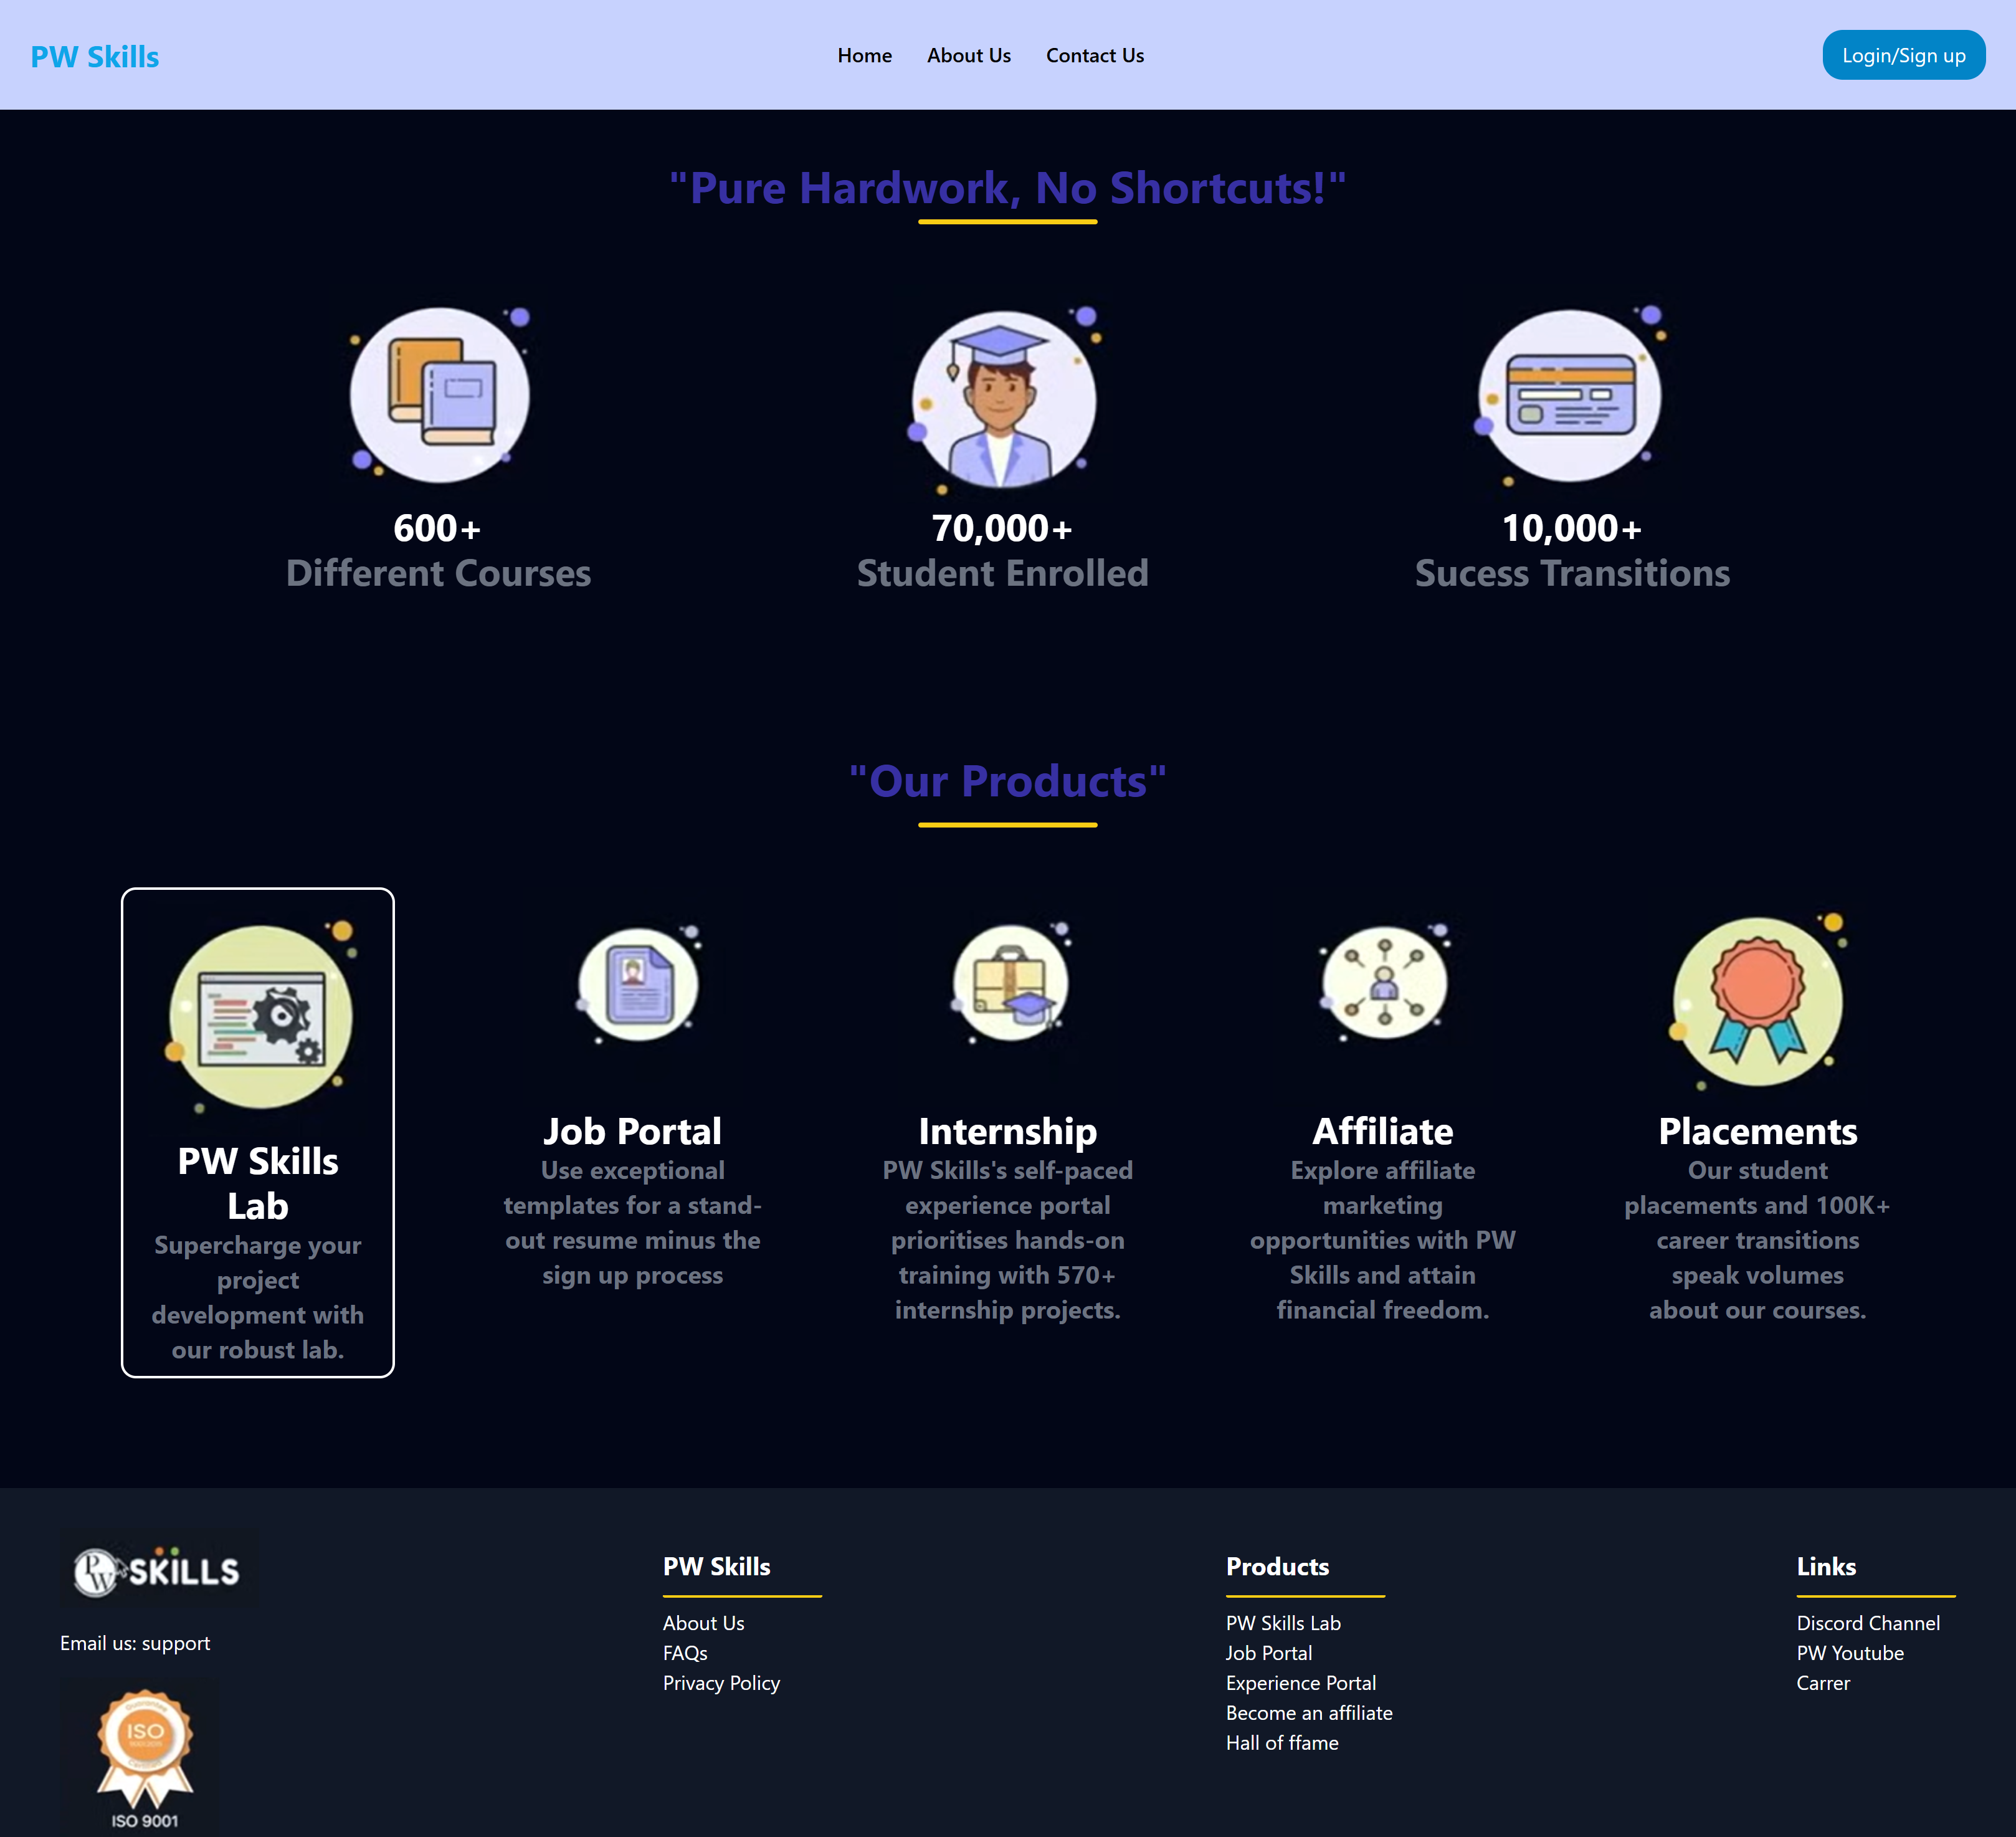 PW Skills
Home
About Us
Contact Us
Login/Sign up
"Pure Hardwork, No Shortcuts!"
600+
Different Courses
70,000+
Student Enrolled
10,000+
Sucess Transitions
"Our Products"
PW Skills
Lab
Supercharge your
project
development with
our robust lab.
Job Portal
Use exceptional
templates for a stand-
out resume minus the
sign up process
Internship
PW Skills's self-paced
experience portal
prioritises hands-on
training with 570+
internship projects.
Affiliate
Explore affiliate
marketing
opportunities with PW
Skills and attain
financial freedom.
Placements
Our student
placements and 100K+
career transitions
speak volumes
about our courses.
PW SKILLS
Email us: support
ISO
ISO 9001
PW Skills
About Us
FAQs
Privacy Policy
Products
PW Skills Lab
Job Portal
Experience Portal
Become an affiliate
Hall of ffame
Links
Discord Channel
PW Youtube
Carrer